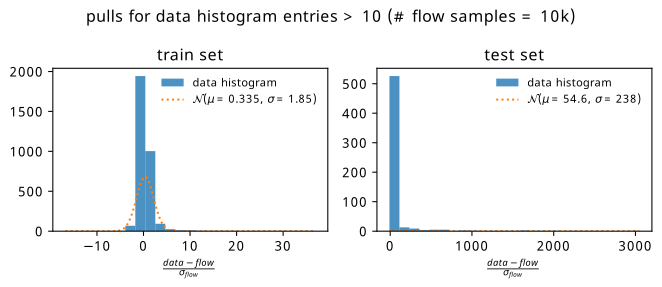 pulls for data histogram entries > 10 (# flow samples = 10k)
train set
data histogram
𝒩(μ = 0.335, σ = 1.85)
2000
1500
1000
500
0
−10 0 10 20 30
data − flow
σflow
test set
data histogram
𝒩(μ = 54.6, σ = 238)
500
400
300
200
100
0
0 1000 2000 3000
data − flow
σflow